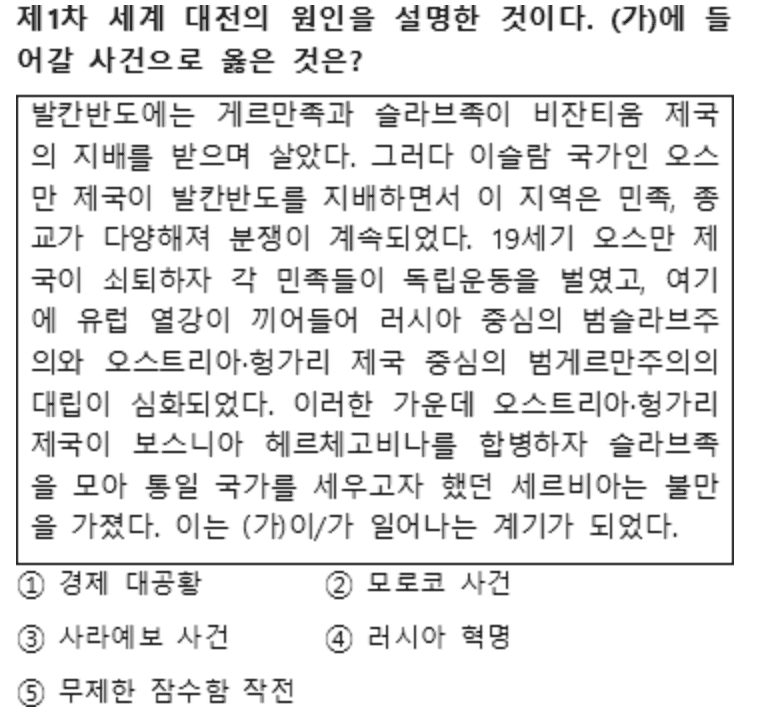 제1차 세계 대전의 원인을 설명한 것이다. (가)에 들
어갈 사건으로 옳은 것은?
발칸반도에는 게르만족과 슬라브족이 비잔티움 제국
의 지배를 받으며 살았다. 그러다 이슬람 국가인 오스
만 제국이 발칸반도를 지배하면서 이 지역은 민족, 종
교가 다양해져 분쟁이 계속되었다. 19세기 오스만 제
국이 쇠퇴하자 각 민족들이 독립운동을 벌였고, 여기
에 유럽 열강이 끼어들어 러시아 중심의 범슬라브주
의와 오스트리아·헝가리 제국 중심의 범게르만주의의
대립이 심화되었다. 이러한 가운데 오스트리아·헝가리
제국이 보스니아 헤르체고비나를 합병하자 슬라브족
을 모아 통일 국가를 세우고자 했던 세르비아는 불만
을 가졌다. 이는 (가)이/가 일어나는 계기가 되었다.
① 경제 대공황 ② 모로코 사건
③ 사라예보 사건 ④ 러시아 혁명
⑤ 무제한 잠수함 작전